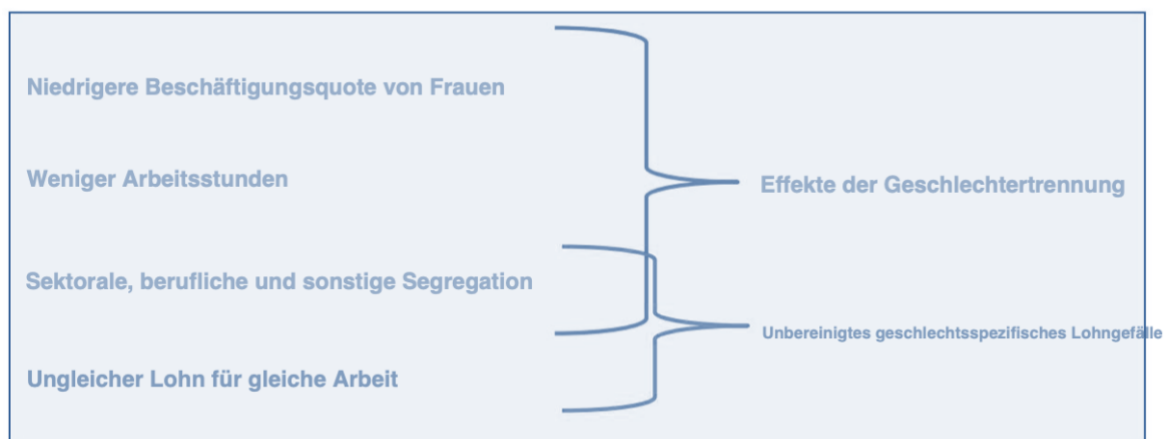 Niedrigere Beschäftigungsquote von Frauen
Weniger Arbeitsstunden
Effekte der Geschlechtertrennung
Sektorale, berufliche und sonstige Segregation
Unbereinigtes geschlechtsspezifisches Lohngefälle
Ungleicher Lohn für gleiche Arbeit